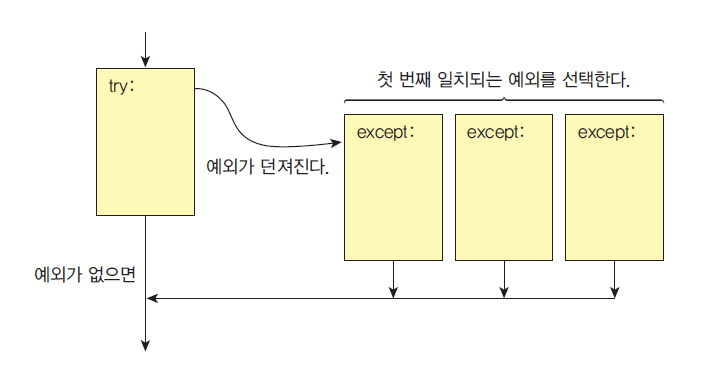 첫 번째 일치되는 예외를 선택한다.
try:
except:
except:
except:
예외가 던져진다.
예외가 없으면